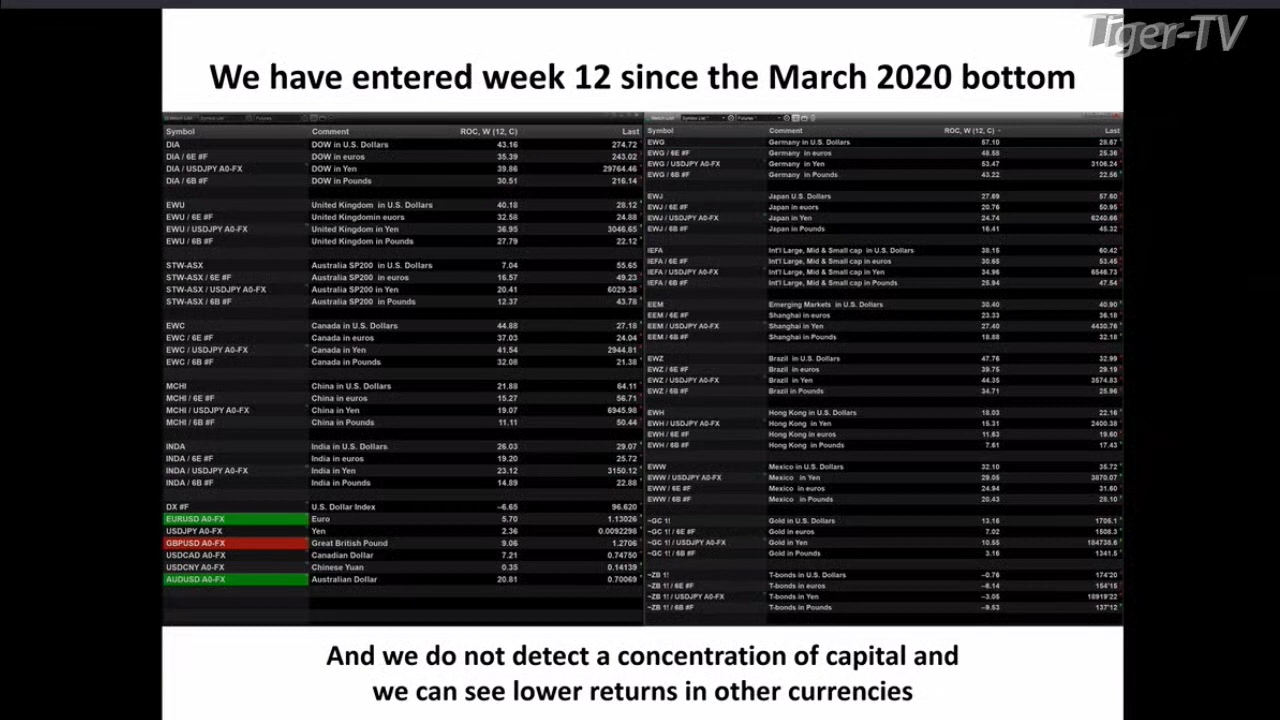 Tiger-TV
We have entered week 12 since the March 2020 bottom
Symbol Comment ROC, W (12, C) Last
DIA DOW in U.S. Dollars 43.16 274.72
DIA / 6E #F DOW in euros 35.39 243.02
DIA / USDJPY A0-FX DOW in Yen 39.86 29764.46
DIA / 6B #F DOW in Pounds 30.51 216.14
EWU United Kingdom in U.S. Dollars 40.18 28.12
EWU / 6E #F United Kingdomin euors 32.58 24.88
EWU / USDJPY A0-FX United Kingdom in Yen 36.95 3046.65
EWU / 6B #F United Kingdom in Pounds 27.79 22.12
STW-ASX Australia SP200 in U.S. Dollars 7.04 55.65
STW-ASX / 6E #F Australia SP200 in euros 16.57 49.23
STW-ASX / USDJPY A0-FX Australia SP200 in Yen 20.41 6029.38
STW-ASX / 6B #F Australia SP200 in Pounds 12.37 43.78
EWC Canada in U.S. Dollars 44.88 27.18
EWC / 6E #F Canada in euros 37.03 24.04
EWC / USDJPY A0-FX Canada in Yen 41.54 2944.81
EWC / 6B #F Canada in Pounds 32.08 21.38
MCHI China in U.S. Dollars 21.88 64.11
MCHI / 6E #F China in euros 15.27 56.71
MCHI / USDJPY A0-FX China in Yen 19.07 6945.98
MCHI / 6B #F China in Pounds 11.11 50.44
INDA India in U.S. Dollars 26.03 29.07
INDA / 6E #F India in euros 19.20 25.72
INDA / USDJPY A0-FX India in Yen 23.12 3150.12
INDA / 6B #F India in Pounds 14.89 22.88
DX #F U.S. Dollar Index -6.65 96.620
EURUSD A0-FX Euro 5.70 1.13026
USDJPY A0-FX Yen 2.36 0.0092298
GBPUSD A0-FX Great British Pound 9.06 1.2706
USDCAD A0-FX Canadian Dollar 7.21 0.74750
USDCNY A0-FX Chinese Yuan 0.35 0.14139
AUDUSD A0-FX Australian Dollar 20.81 0.70069
Symbol Comment ROC, W (12, C) Last
EWG Germany in U.S. Dollars 57.10 28.67
EWG / 6E #F Germany in euros 48.58 25.36
EWG / USDJPY A0-FX Germany in Yen 53.47 3106.24
EWG / 6B #F Germany in Pounds 43.22 22.56
EWJ Japan U.S. Dollars 27.89 57.60
EWJ / 6E #F Japan in euors 20.76 50.95
EWJ / USDJPY A0-FX Japan in Yen 24.74 6240.66
EWJ / 6B #F Japan in Pounds 16.41 45.32
IEFA Int'l Large, Mid & Small cap in U.S. Dollars 38.15 60.42
IEFA / 6E #F Int'l Large, Mid & Small cap in euros 30.65 53.45
IEFA / USDJPY A0-FX Int'l Large, Mid & Small cap in Yen 34.96 6546.73
IEFA / 6B #F Int'l Large, Mid & Small cap in Pounds 25.94 47.54
EEM Emerging Markets in U.S. Dollars 30.40 40.90
EEM / 6E #F Shanghai in euros 23.33 36.18
EEM / USDJPY A0-FX Shanghai in Yen 27.40 4430.76
EEM / 6B #F Shanghai in Pounds 18.88 32.18
EWZ Brazil in U.S. Dollars 47.76 32.99
EWZ / 6E #F Brazil in euros 39.75 29.19
EWZ / USDJPY A0-FX Brazil in Yen 44.35 3574.83
EWZ / 6B #F Brazil in Pounds 34.71 25.96
EWH Hong Kong in U.S. Dollars 18.03 22.16
EWH / USDJPY A0-FX Hong Kong in Yen 15.31 2400.38
EWH / 6E #F Hong Kong in euros 11.63 19.60
EWH / 6B #F Hong Kong in Pounds 7.61 17.43
EWW Mexico in U.S. Dollars 32.10 35.72
EWW / USDJPY A0-FX Mexico in Yen 29.05 3870.07
EWW / 6E #F Mexico in euros 24.94 31.60
EWW / 6B #F Mexico in Pounds 20.43 28.10
~GC 1! Gold in U.S. Dollars 13.16 1705.1
~GC 1! / 6E #F Gold in euros 7.02 1508.3
~GC 1! / USDJPY A0-FX Gold in Yen 10.55 184738.6
~GC 1! / 6B #F Gold in Pounds 3.16 1341.5
~ZB 1! T-bonds in U.S. Dollars -0.76 174'20
~ZB 1! / 6E #F T-bonds in euros -6.14 154'15
~ZB 1! / USDJPY A0-FX T-bonds in Yen -3.05 18919'22
~ZB 1! / 6B #F T-bonds in Pounds -9.53 137'12
And we do not detect a concentration of capital and
we can see lower returns in other currencies